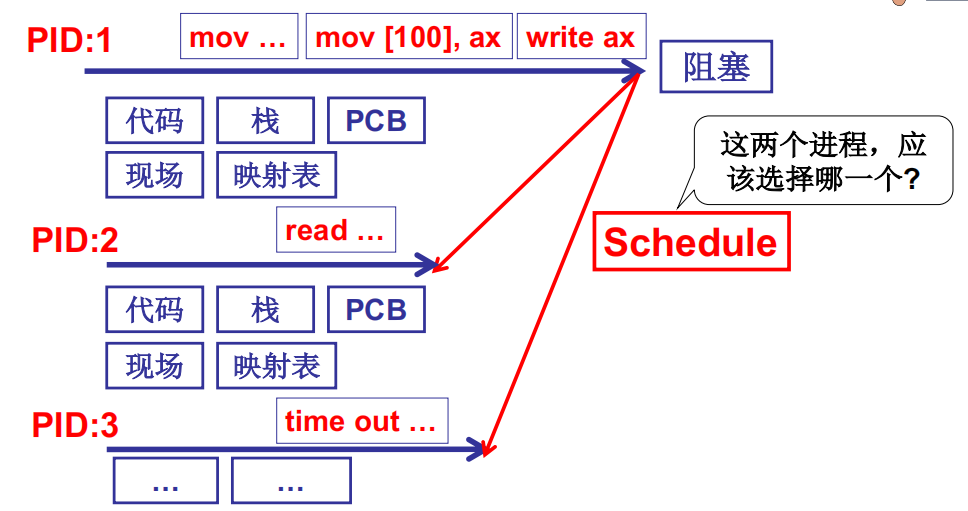 PID:1
mov …
mov [100], ax
write ax
阻塞
代码
栈
PCB
现场
映射表
这两个进程，应
该选择哪一个?
Schedule
PID:2
read …
代码
栈
PCB
现场
映射表
PID:3
time out …
…
…